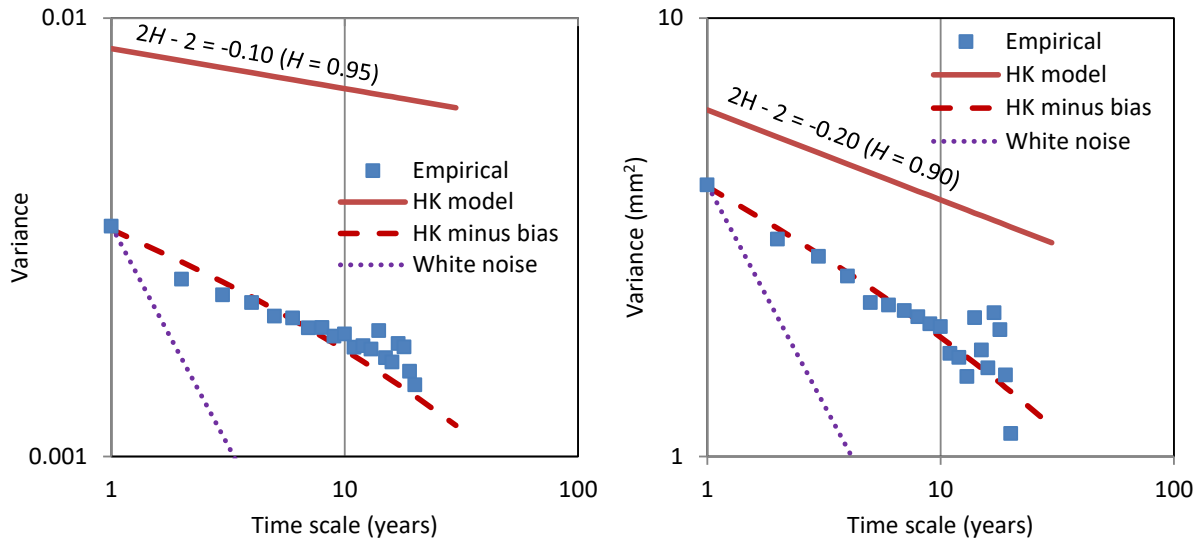 0.01
2H - 2 = -0.10 (H = 0.95)
Empirical
HK model
HK minus bias
White noise
Variance
0.001
1
10
100
Time scale (years)
10
Empirical
HK model
HK minus bias
White noise
2H - 2 = -0.20 (H = 0.90)
Variance (mm²)
1
1
10
100
Time scale (years)